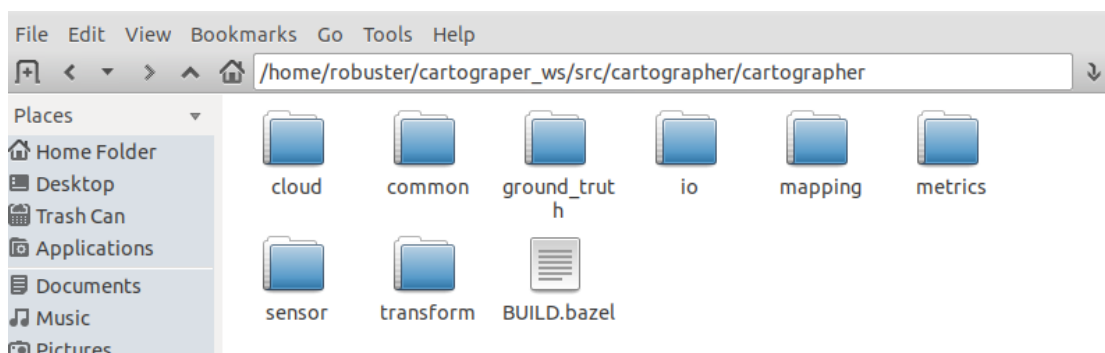 File Edit View Bookmarks Go Tools Help
/home/robuster/cartograper_ws/src/cartographer/cartographer
Places
Home Folder
Desktop
Trash Can
Applications
Documents
Music
Pictures
cloud common ground_trut io mapping metrics
h
sensor transform BUILD.bazel